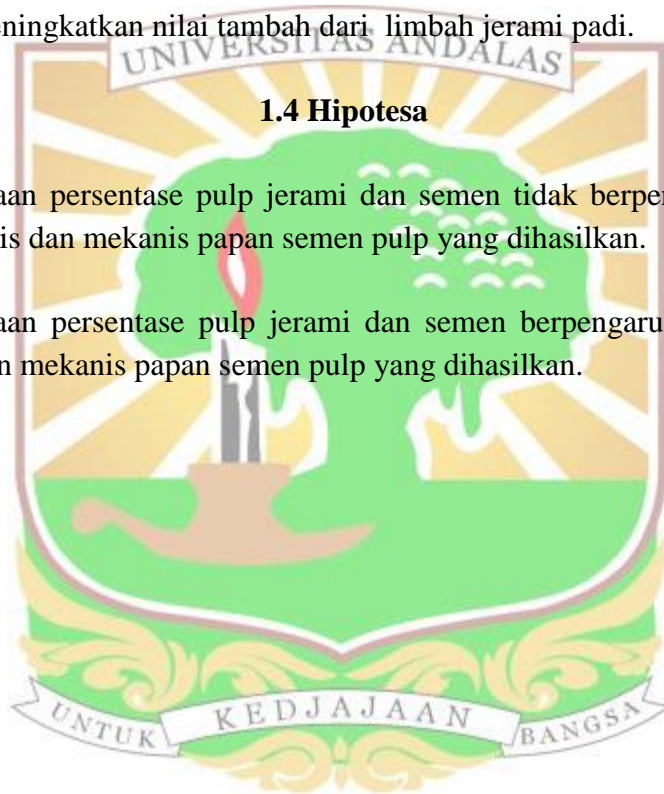 eningkatkan nilai tambah dari limbah jerami padi.
UNIVERSITAS ANDALAS
1.4 Hipotesa
aan persentase pulp jerami dan semen tidak berper
is dan mekanis papan semen pulp yang dihasilkan.
aan persentase pulp jerami dan semen berpengaru
n mekanis papan semen pulp yang dihasilkan.
UNTUK KEDJAJAAN BANGSA